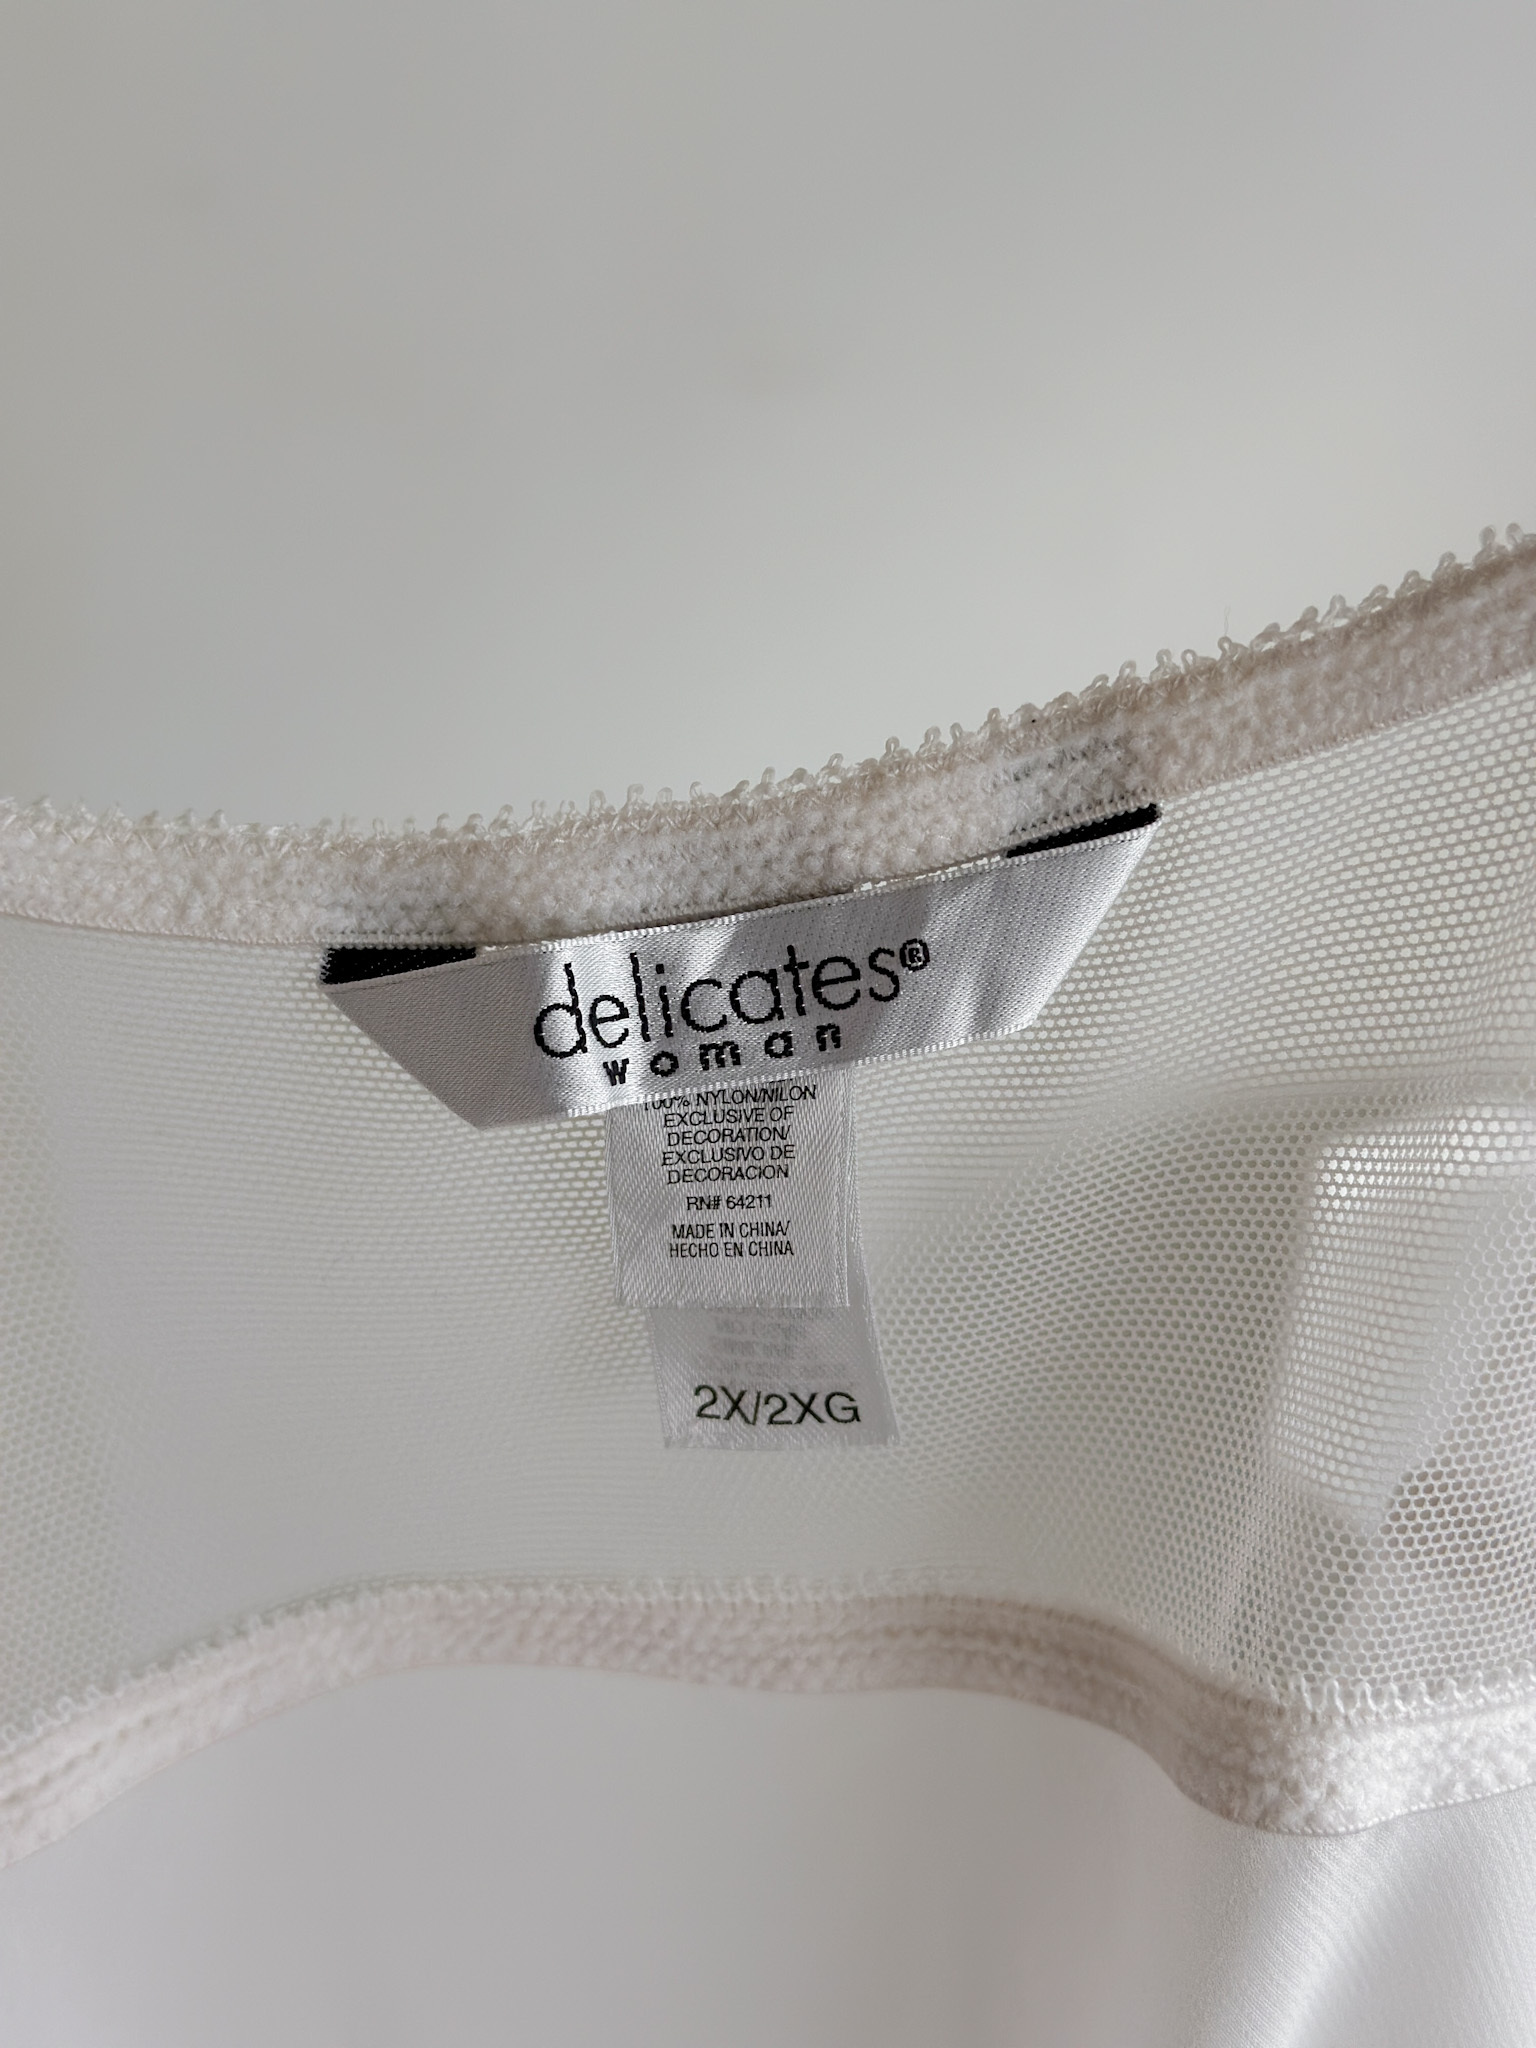 delicates®
woman
100% NYLON/NILON
EXCLUSIVE OF
DECORATION/
EXCLUSIVO DE
DECORACION
RN# 64211
MADE IN CHINA/
HECHO EN CHINA
2X/2XG